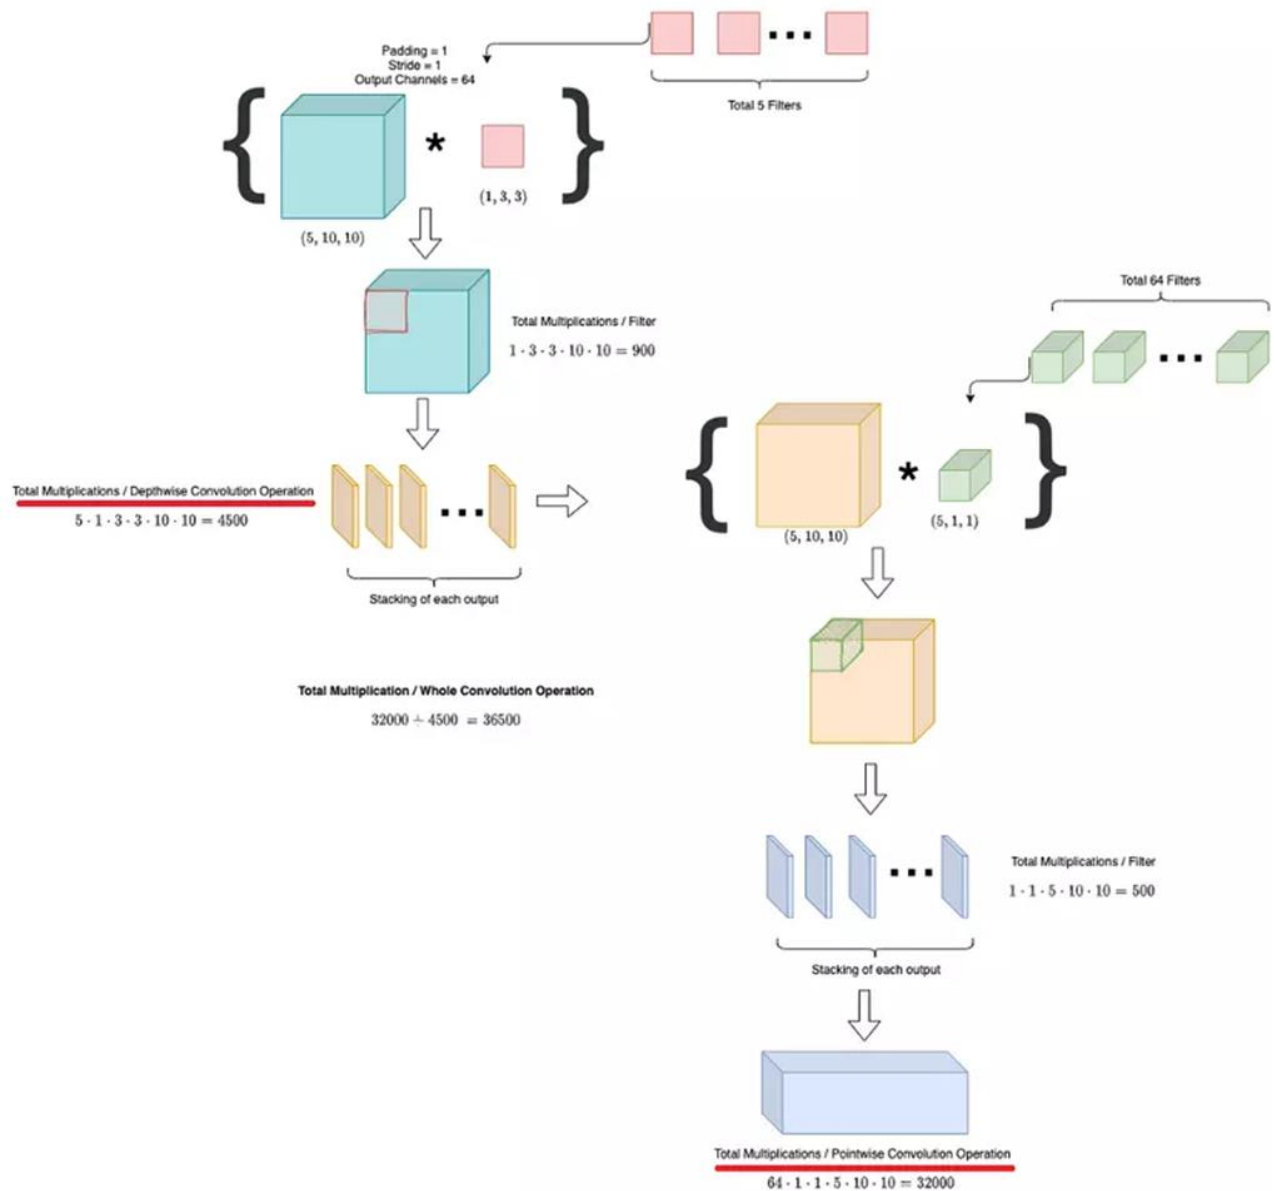 Padding = 1
Stride = 1
Output Channels = 64
Total 5 Filters
*
(1, 3, 3)
(5, 10, 10)
Total Multiplications / Filter
1 · 3 · 3 · 10 · 10 = 900
Total 64 Filters
*
(5, 1, 1)
(5, 10, 10)
Total Multiplications / Depthwise Convolution Operation
5 · 1 · 3 · 3 · 10 · 10 = 4500
Stacking of each output
Total Multiplication / Whole Convolution Operation
32000 ÷ 4500 = 36500
Total Multiplications / Filter
1 · 1 · 5 · 10 · 10 = 500
Stacking of each output
Total Multiplications / Pointwise Convolution Operation
64 · 1 · 1 · 5 · 10 · 10 = 32000